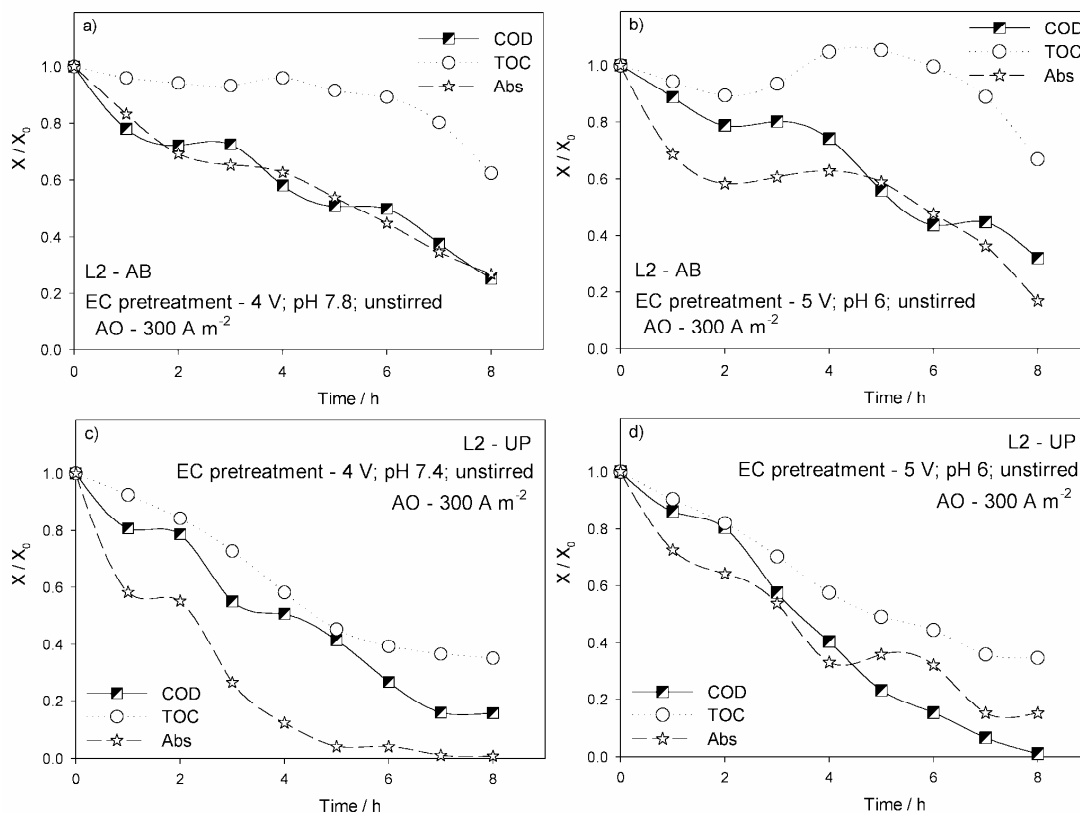 a)
COD
TOC
Abs
1.0
0.8
0.6
0.4
0.2
0.0
X / X₀
L2 - AB
EC pretreatment - 4 V; pH 7.8; unstirred
AO - 300 A m⁻²
0 2 4 6 8
Time / h
b)
COD
TOC
Abs
1.0
0.8
0.6
0.4
0.2
0.0
X / X₀
L2 - AB
EC pretreatment - 5 V; pH 6; unstirred
AO - 300 A m⁻²
0 2 4 6 8
Time / h
c)
L2 - UP
EC pretreatment - 4 V; pH 7.4; unstirred
AO - 300 A m⁻²
1.0
0.8
0.6
0.4
0.2
0.0
X / X₀
COD
TOC
Abs
0 2 4 6 8
Time / h
d)
L2 - UP
EC pretreatment - 5 V; pH 6; unstirred
AO - 300 A m⁻²
1.0
0.8
0.6
0.4
0.2
0.0
X / X₀
COD
TOC
Abs
0 2 4 6 8
Time / h